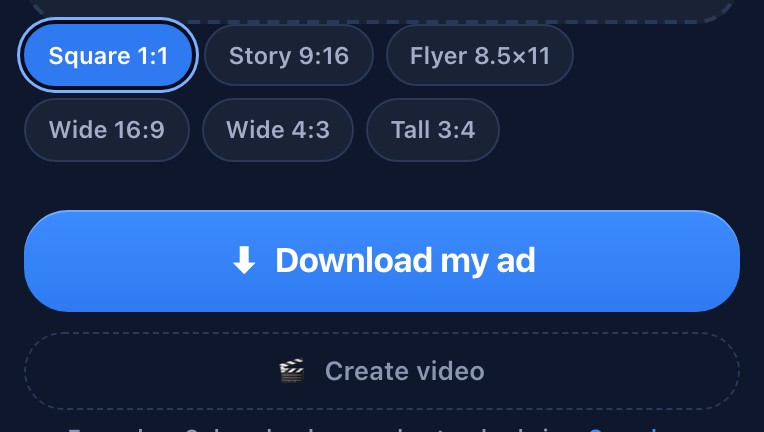 Square 1:1 Story 9:16 Flyer 8.5×11
Wide 16:9 Wide 4:3 Tall 3:4
Download my ad
Create video